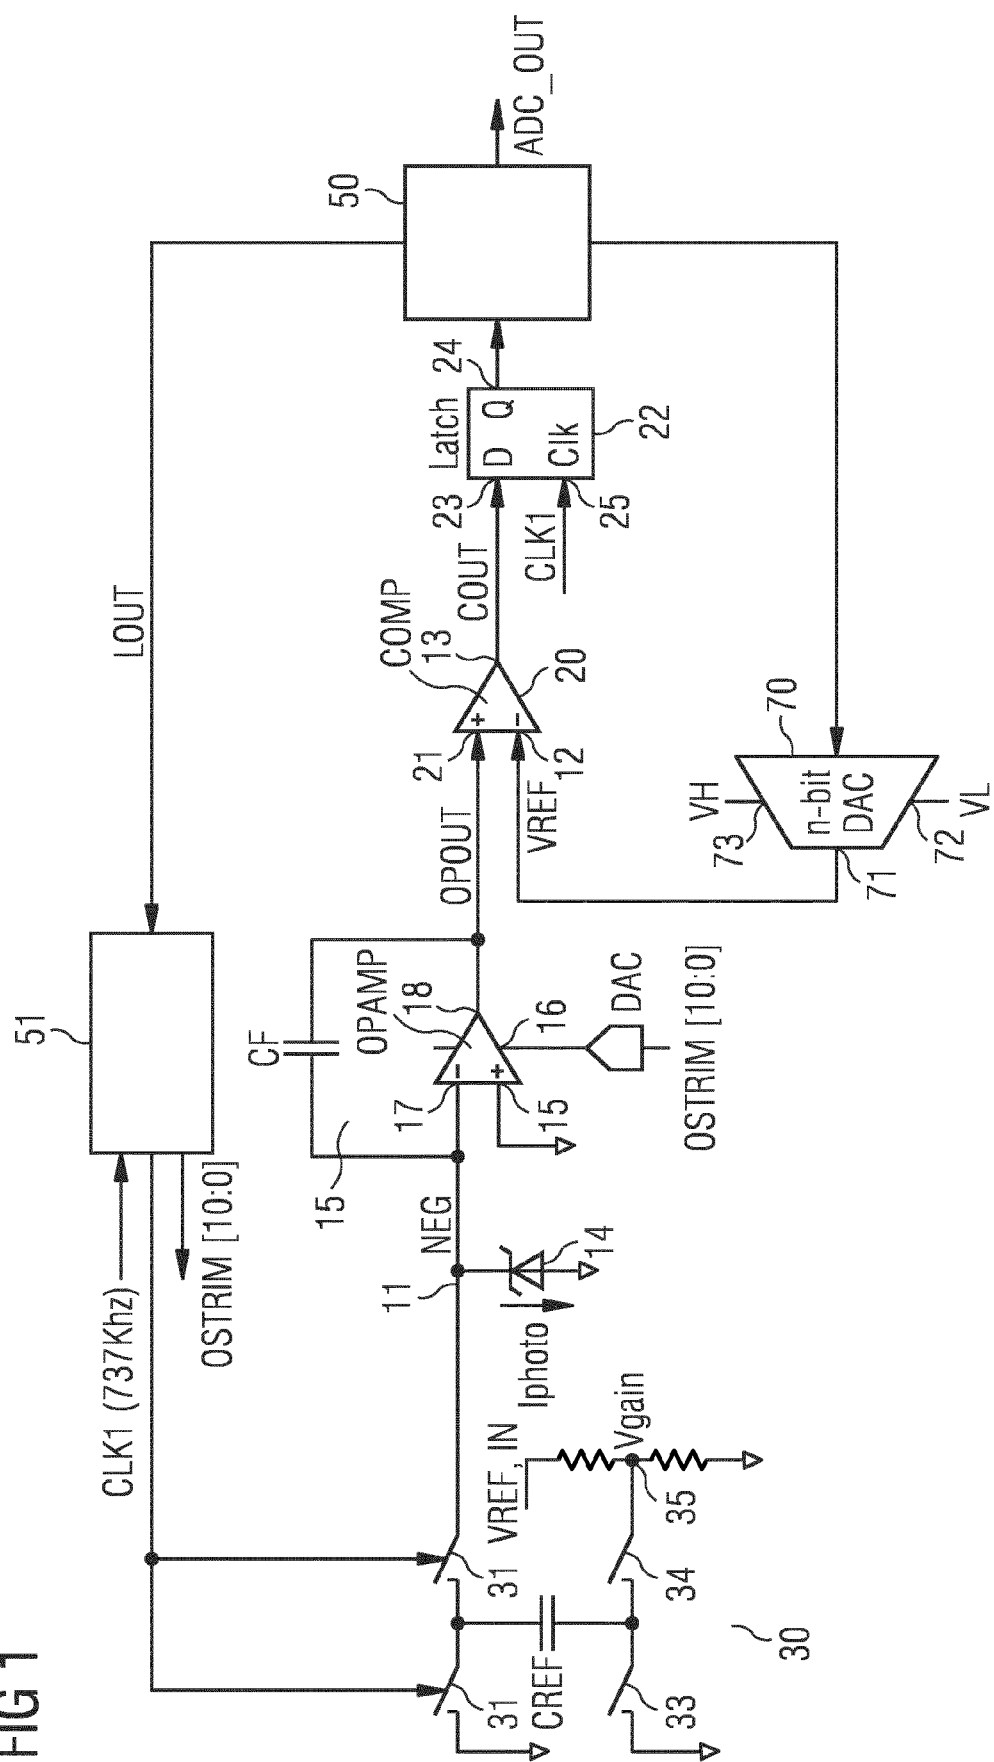 FIG 1
CLK1 (737Khz)
OSTRIM [10:0]
51
LOUT
50
ADC_OUT
CF
15
OPAMP
18
17
15
16
DAC
OSTRIM [10:0]
NEG
11
14
Iphoto
OPOUT
VREF
21
12
COMP
13
20
COUT
CLK1
Latch
23
24
D Q
Clk
25
22
VH
73
n-bit
DAC
70
71
72
VL
VREF, IN
Vgain
35
31
31
CREF
33
34
30